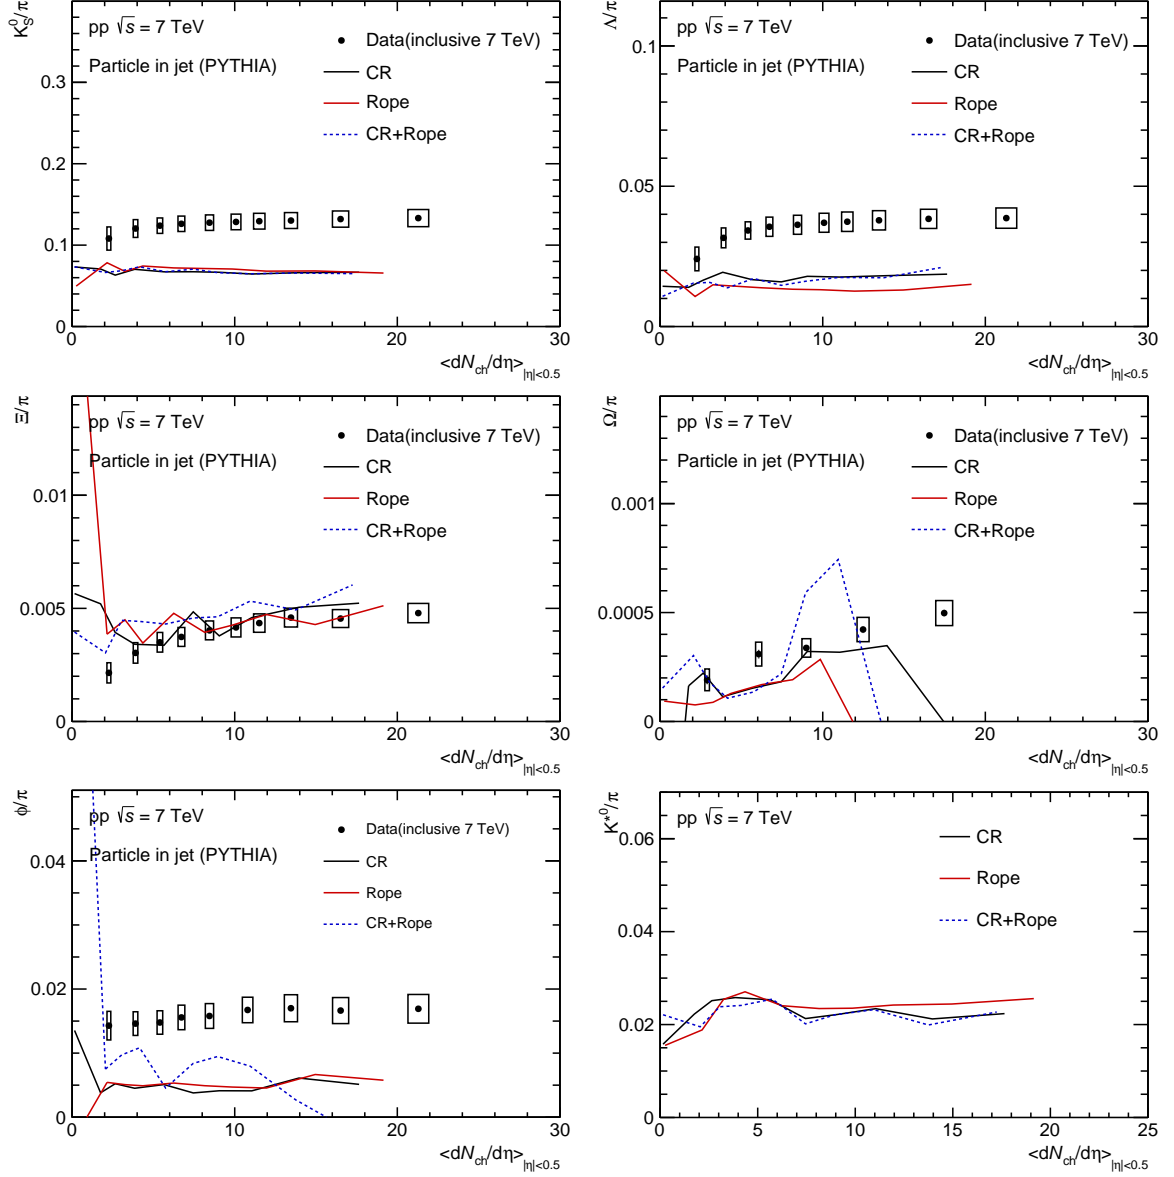 K⁰_S/π
pp √s = 7 TeV
Particle in jet (PYTHIA)
Data(inclusive 7 TeV)
CR
Rope
CR+Rope
0.3
0.2
0.1
0
0 10 20 30
<dN_ch/dη>_|η|<0.5
Λ/π
pp √s = 7 TeV
Particle in jet (PYTHIA)
Data(inclusive 7 TeV)
CR
Rope
CR+Rope
0.1
0.05
0
0 10 20 30
<dN_ch/dη>_|η|<0.5
Ξ/π
pp √s = 7 TeV
Particle in jet (PYTHIA)
Data(inclusive 7 TeV)
CR
Rope
CR+Rope
0.01
0.005
0
0 10 20 30
<dN_ch/dη>_|η|<0.5
Ω/π
pp √s = 7 TeV
Particle in jet (PYTHIA)
Data(inclusive 7 TeV)
CR
Rope
CR+Rope
0.001
0.0005
0
0 10 20 30
<dN_ch/dη>_|η|<0.5
ϕ/π
pp √s = 7 TeV
Particle in jet (PYTHIA)
Data(inclusive 7 TeV)
CR
Rope
CR+Rope
0.04
0.02
0
0 10 20 30
<dN_ch/dη>_|η|<0.5
K*⁰/π
pp √s = 7 TeV
CR
Rope
CR+Rope
0.06
0.04
0.02
0
0 5 10 15 20 25
<dN_ch/dη>_|η|<0.5